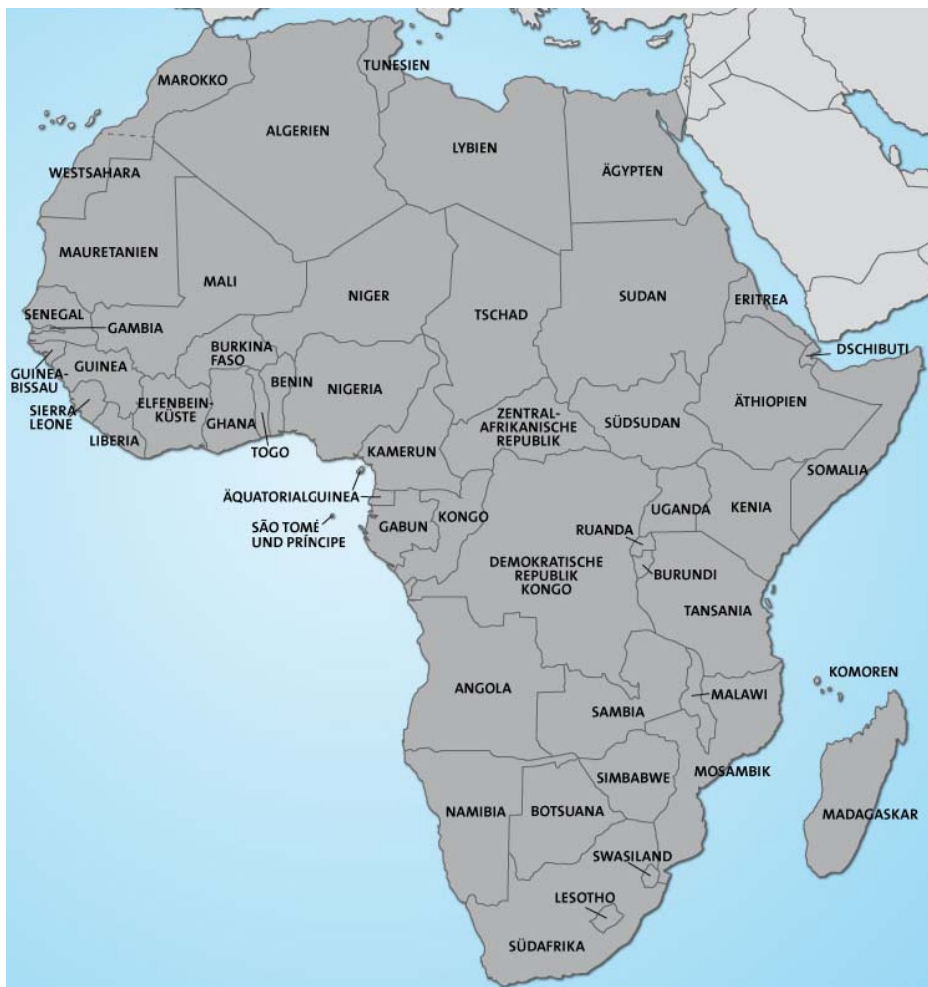 TUNESIEN
MAROKKO
ALGERIEN
LYBIEN
ÄGYPTEN
WESTSAHARA
MAURETANIEN
MALI
NIGER
TSCHAD
SUDAN
ERITREA
SENEGAL
GAMBIA
DSCHIBUTI
BURKINA
FASO
GUINEA
GUINEA-
BISSAU
BENIN
NIGERIA
ÄTHIOPIEN
SIERRA
LEONE
ELFENBEIN-
KÜSTE
GHANA
ZENTRAL-
AFRIKANISCHE
REPUBLIK
SÜDSUDAN
LIBERIA
TOGO
KAMERUN
SOMALIA
ÄQUATORIALGUINEA
KONGO
UGANDA
KENIA
SÃO TOMÉ
UND PRÍNCIPE
GABUN
RUANDA
DEMOKRATISCHE
REPUBLIK
KONGO
BURUNDI
TANSANIA
KOMOREN
ANGOLA
MALAWI
SAMBIA
MOSAMBIK
SIMBABWE
NAMIBIA
BOTSUANA
MADAGASKAR
SWASILAND
LESOTHO
SÜDAFRIKA